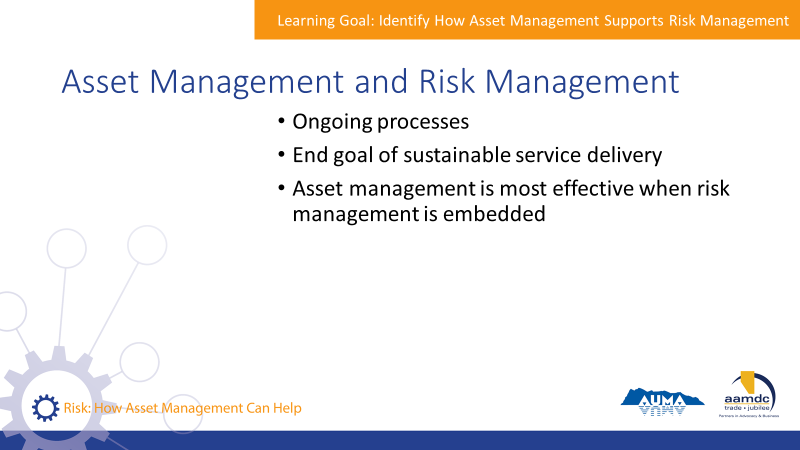 Learning Goal: Identify How Asset Management Supports Risk Management
Asset Management and Risk Management
• Ongoing processes
• End goal of sustainable service delivery
• Asset management is most effective when risk
management is embedded
Risk: How Asset Management Can Help
AUMA
aamdc
trade • jubilee
Partners in Advocacy & Business